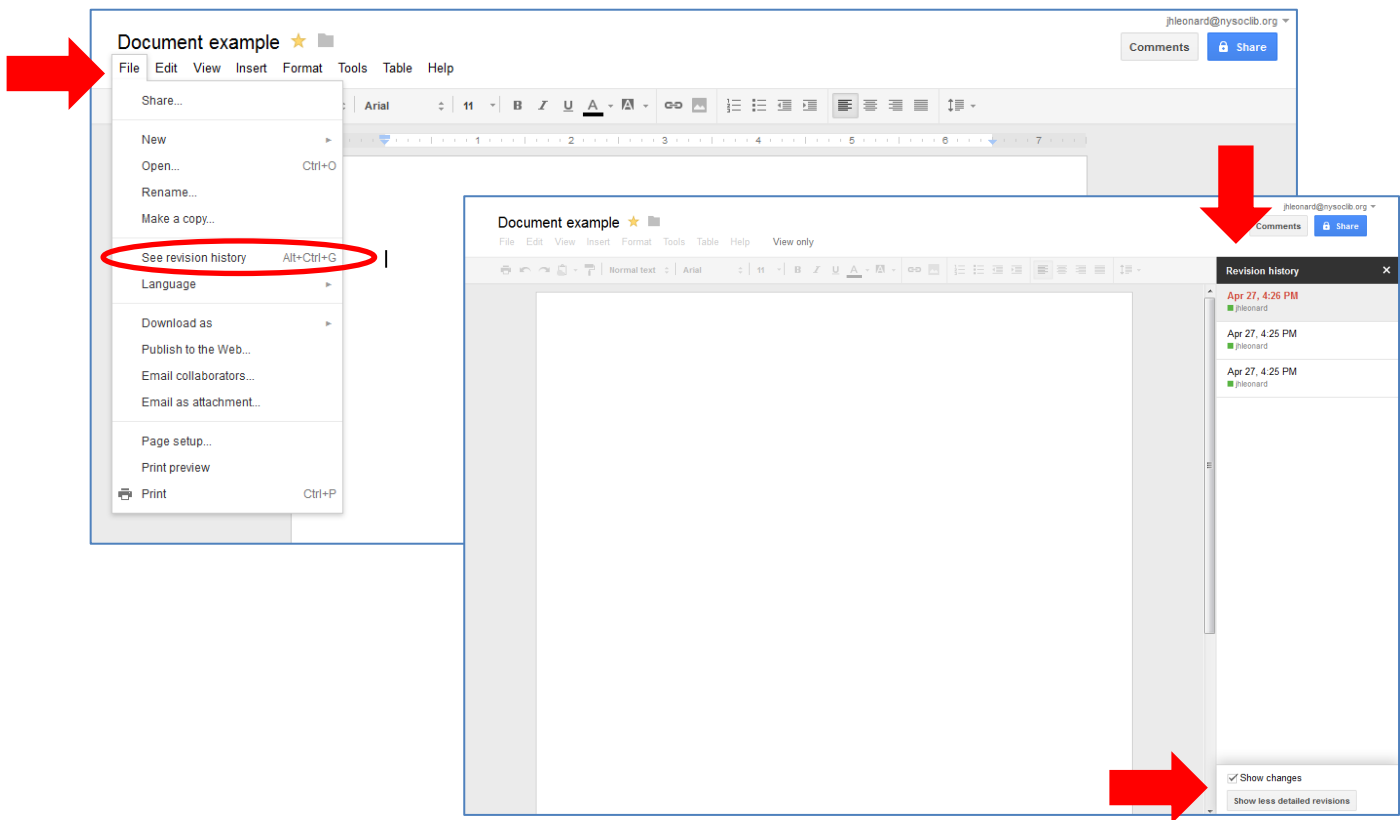 jhleonard@nysoclib.org
Document example
Comments Share
File Edit View Insert Format Tools Table Help
Arial 11 B I U A A
1 2 3 4 5 6 7
Share...
New
Open... Ctrl+O
Rename...
Make a copy...
See revision history Alt+Ctrl+G
Language
Download as
Publish to the Web...
Email collaborators...
Email as attachment...
Page setup...
Print preview
Print Ctrl+P
jhleonard@nysoclib.org
Document example
Comments Share
File Edit View Insert Format Tools Table Help View only
Normal text Arial 11 B I U A A
Revision history ×
Apr 27, 4:26 PM
jhleonard
Apr 27, 4:25 PM
jhleonard
Apr 27, 4:25 PM
jhleonard
Show changes
Show less detailed revisions